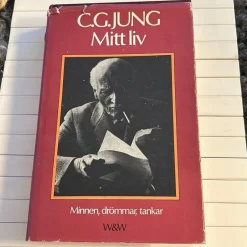 C.G.JUNG
Mitt liv
Minnen, drömmar, tankar
W&W